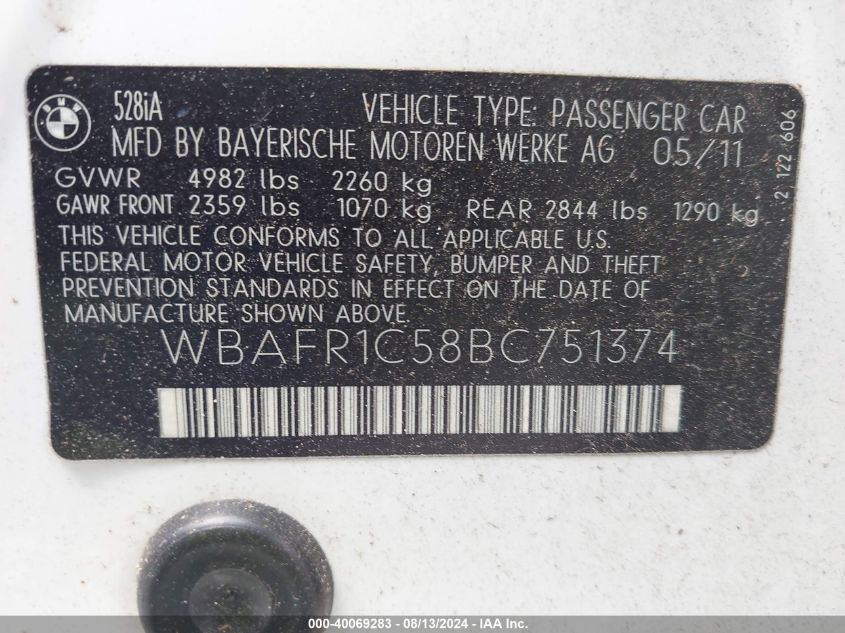 BMW
528iA VEHICLE TYPE: PASSENGER CAR
MFD BY BAYERISCHE MOTOREN WERKE AG 05/11
GVWR 4982 lbs 2260 kg
GAWR FRONT 2359 lbs 1070 kg REAR 2844 lbs 1290 kg
THIS VEHICLE CONFORMS TO ALL APPLICABLE U.S.
FEDERAL MOTOR VEHICLE SAFETY, BUMPER AND THEFT
PREVENTION STANDARDS IN EFFECT ON THE DATE OF
MANUFACTURE SHOWN ABOVE.
WBAFR1C58BC751374
2 122 606
000-40069283 - 08/13/2024 - IAA, Inc.